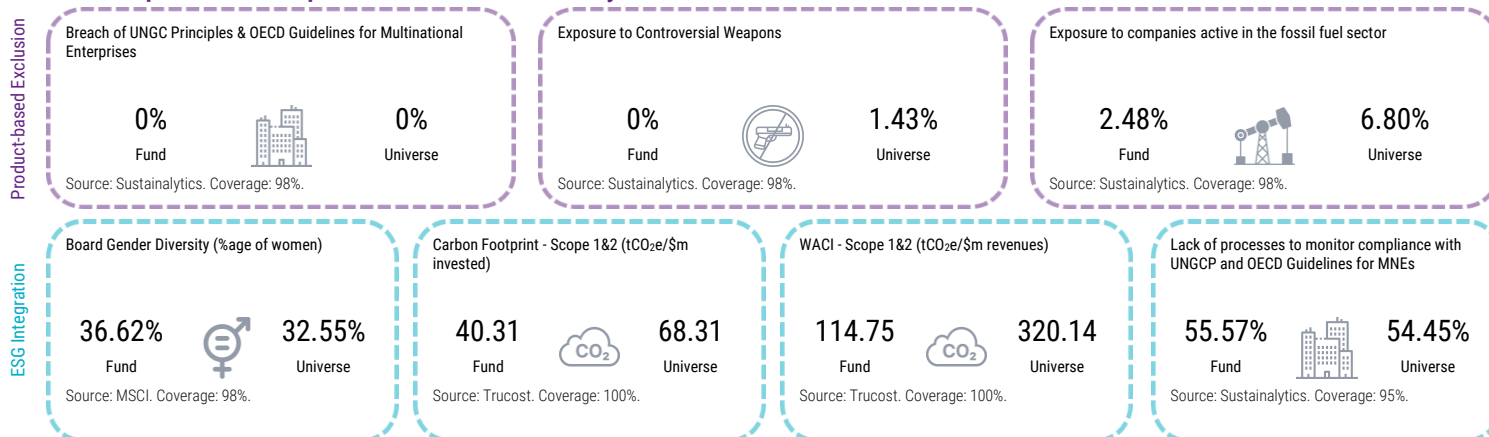 Product-based Exclusion
Breach of UNGC Principles & OECD Guidelines for Multinational
Enterprises
0%
0%
Fund
Universe
Source: Sustainalytics. Coverage: 98%.
Exposure to Controversial Weapons
0%
1.43%
Fund
Universe
Source: Sustainalytics. Coverage: 98%.
Exposure to companies active in the fossil fuel sector
2.48%
6.80%
Fund
Universe
Source: Sustainalytics. Coverage: 98%.
ESG Integration
Board Gender Diversity (%age of women)
36.62%
32.55%
Fund
Universe
Source: MSCI. Coverage: 98%.
Carbon Footprint - Scope 1&2 (tCO₂e/$m
invested)
40.31
CO₂
68.31
Fund
Universe
Source: Trucost. Coverage: 100%.
WACI - Scope 1&2 (tCO₂e/$m revenues)
114.75
CO₂
320.14
Fund
Universe
Source: Trucost. Coverage: 100%.
Lack of processes to monitor compliance with
UNGCP and OECD Guidelines for MNEs
55.57%
54.45%
Fund
Universe
Source: Sustainalytics. Coverage: 95%.